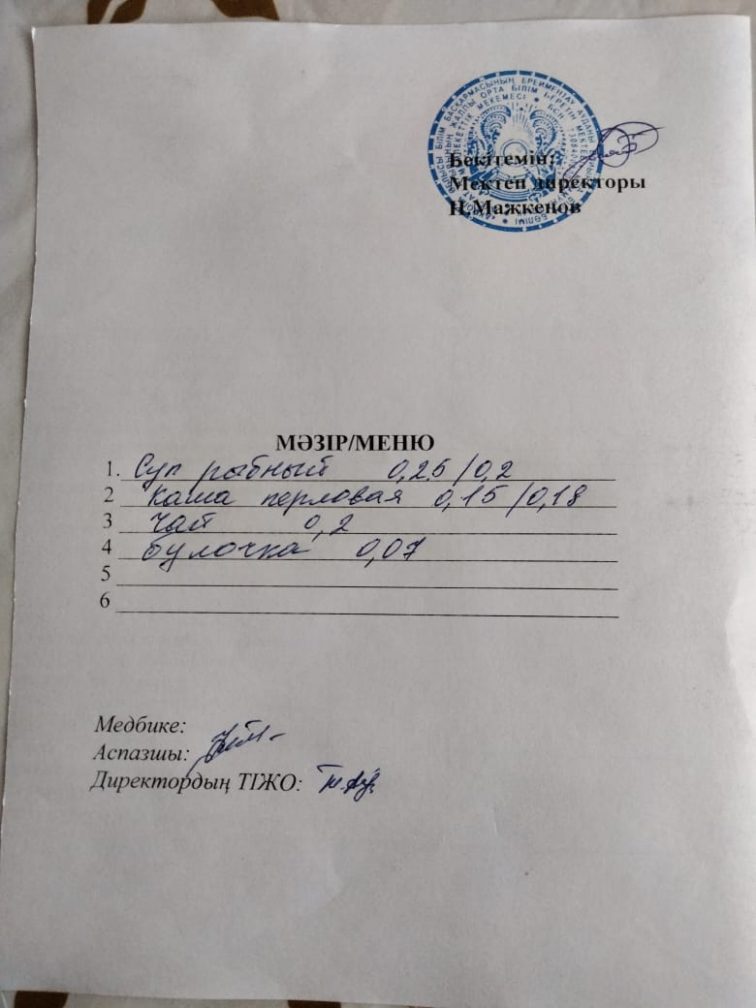 Бекітемін:
Мектеп директоры
Н.Мажкенов
МӘЗІР/МЕНЮ
1. Суп рыбный 0,25/0,2
2 каша перловая 0,15/0,18
3 чай 0,2
4 булочка 0,07
5
6
Медбике:
Аспазшы:
Директордың ТІЖО: